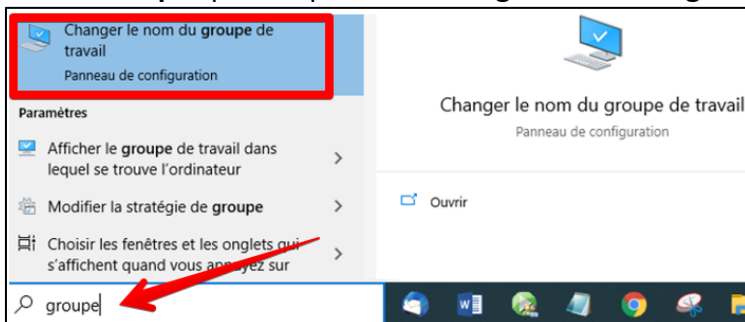 Changer le nom du groupe de
travail
Panneau de configuration
Paramètres
Afficher le groupe de travail dans
lequel se trouve l'ordinateur
Modifier la stratégie de groupe
Choisir les fenêtres et les onglets qui
s'affichent quand vous appuyez sur
groupe
Changer le nom du groupe de travail
Panneau de configuration
Ouvrir